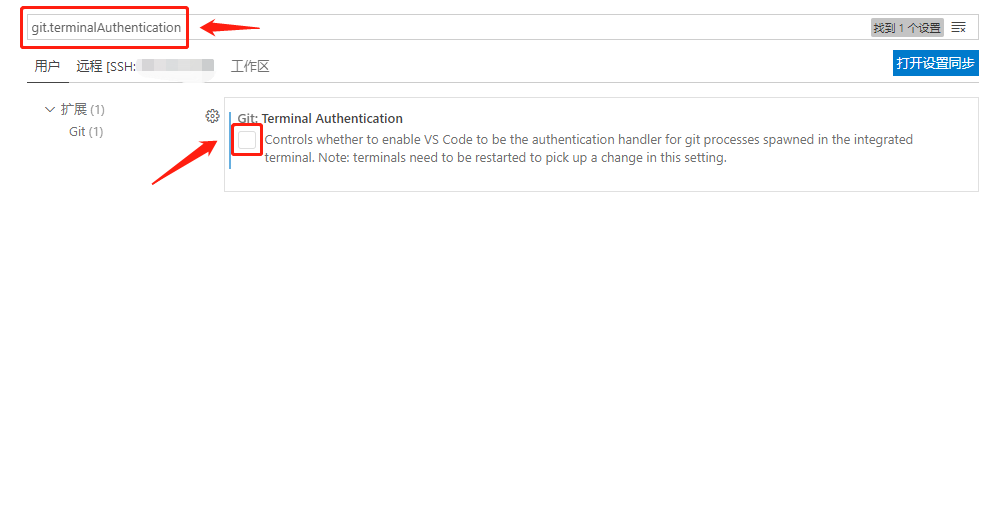 git.terminalAuthentication
找到 1 个设置
用户 远程 [SSH: 工作区
打开设置同步
扩展 (1)
Git (1)
Git: Terminal Authentication
Controls whether to enable VS Code to be the authentication handler for git processes spawned in the integrated
terminal. Note: terminals need to be restarted to pick up a change in this setting.